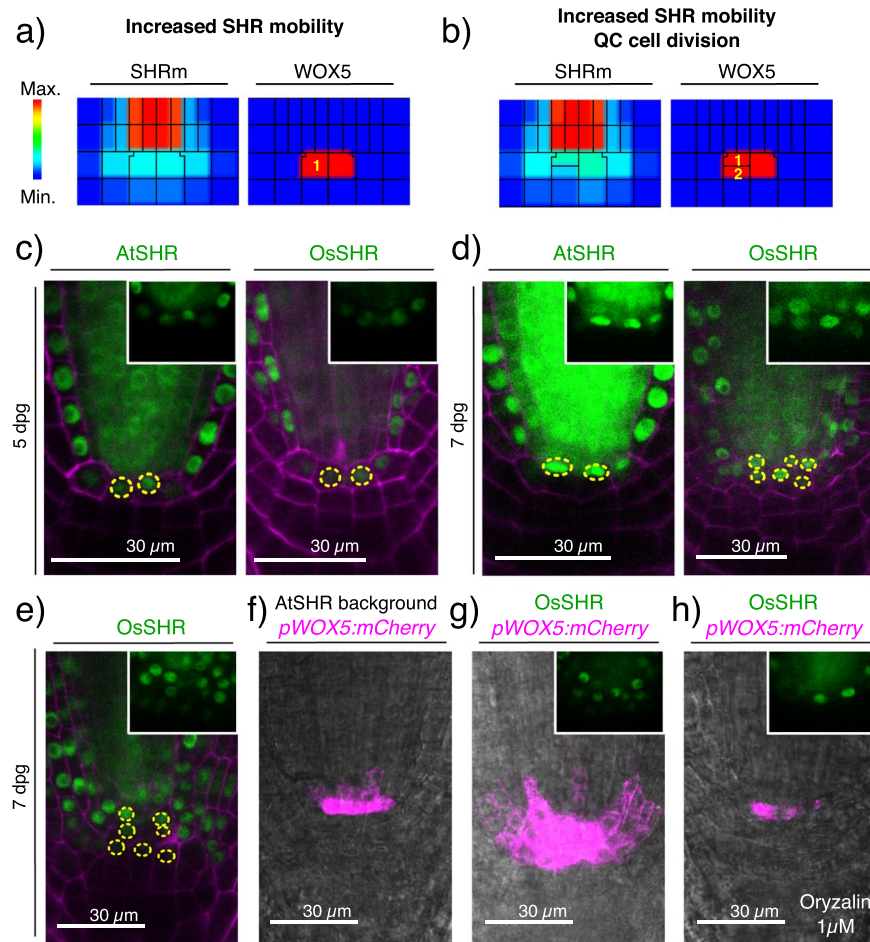 a)
Increased SHR mobility
SHRm
WOX5
Max.
Min.
1
b)
Increased SHR mobility
QC cell division
SHRm
WOX5
1
2
c)
AtSHR
OsSHR
5 dpg
30 µm
30 µm
d)
AtSHR
OsSHR
7 dpg
30 µm
30 µm
e)
OsSHR
7 dpg
30 µm
f)
AtSHR background
pWOX5:mCherry
30 µm
g)
OsSHR
pWOX5:mCherry
30 µm
h)
OsSHR
pWOX5:mCherry
Oryzalin
1µM
30 µm